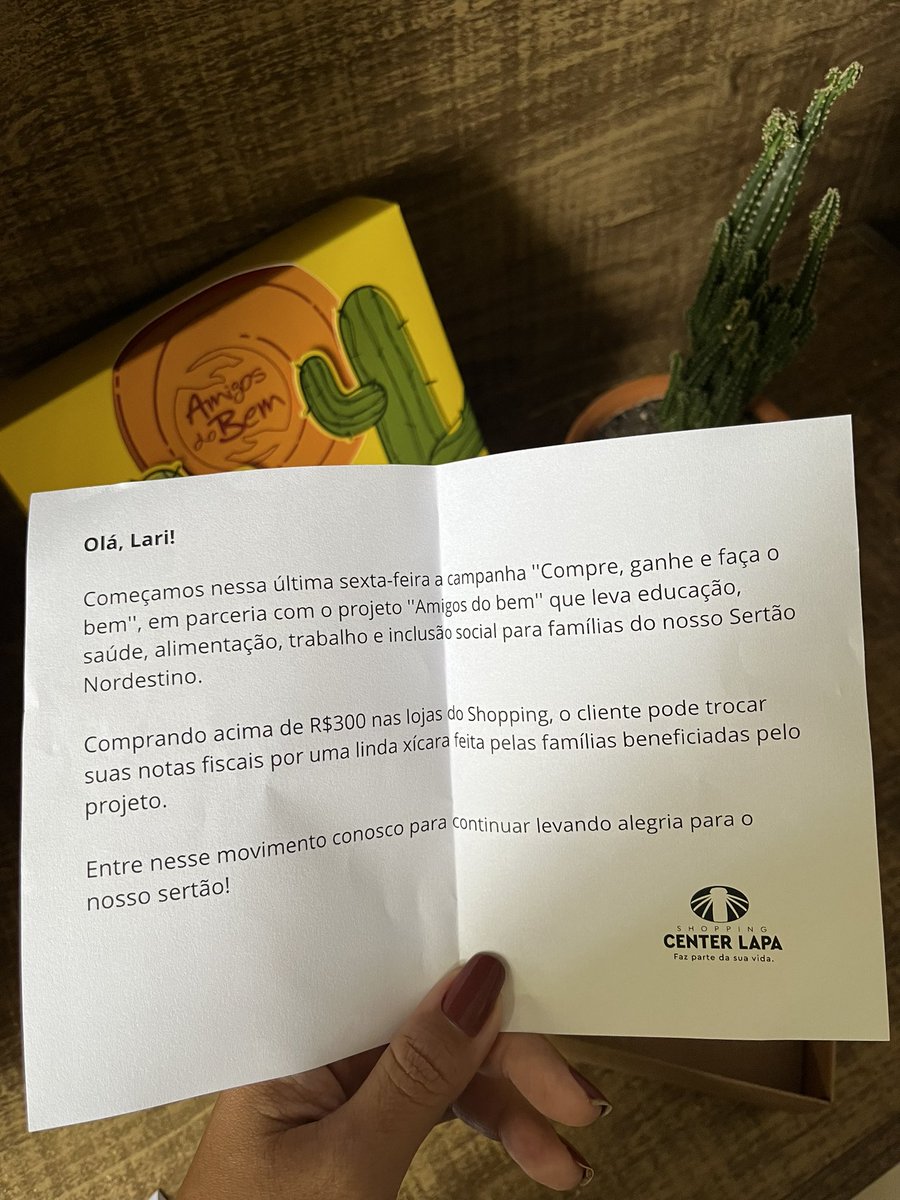 Amigos
do Bem
Olá, Lari!
Começamos nessa última sexta-feira a campanha "Compre, ganhe e faça o
bem", em parceria com o projeto "Amigos do bem" que leva educação,
saúde, alimentação, trabalho e inclusão social para famílias do nosso Sertão
Nordestino.
Comprando acima de R$300 nas lojas do Shopping, o cliente pode trocar
suas notas fiscais por uma linda xícara feita pelas famílias beneficiadas pelo
projeto.
Entre nesse movimento conosco para continuar levando alegria para o
nosso sertão!
SHOPPING
CENTER LAPA
Faz parte da sua vida.